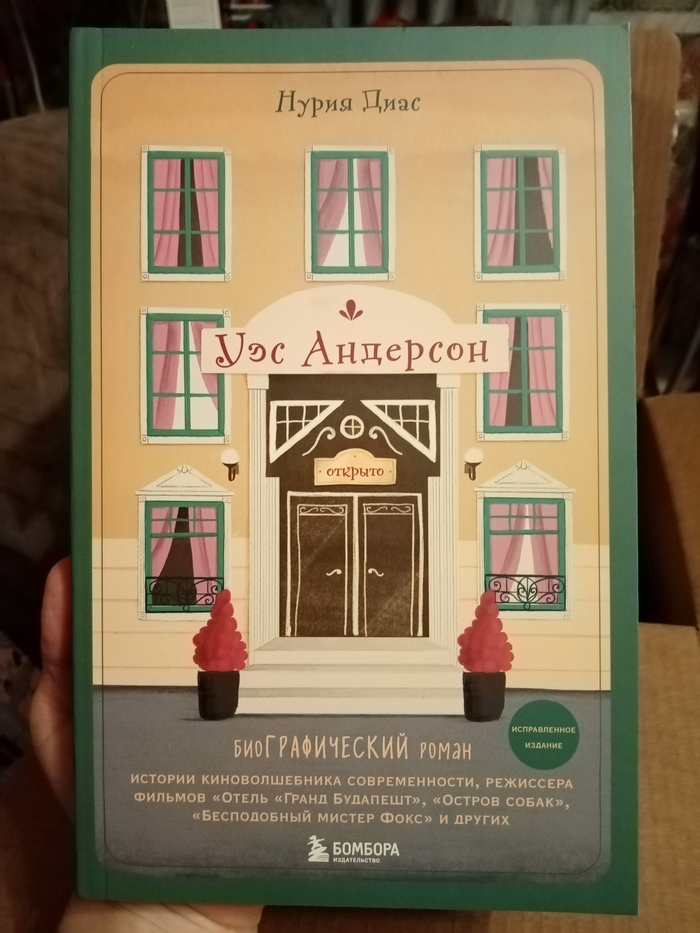 Нурия Диас
Уэс Андерсон
открыто
ИСПРАВЛЕННОЕ
ИЗДАНИЕ
биоГРАФИЧЕСКИЙ роман
ИСТОРИИ КИНОВОЛШЕБНИКА СОВРЕМЕННОСТИ, РЕЖИССЕРА
ФИЛЬМОВ «ОТЕЛЬ «ГРАНД БУДАПЕШТ», «ОСТРОВ СОБАК»,
«БЕСПОДОБНЫЙ МИСТЕР ФОКС» И ДРУГИХ
БОМБОРА
ИЗДАТЕЛЬСТВО